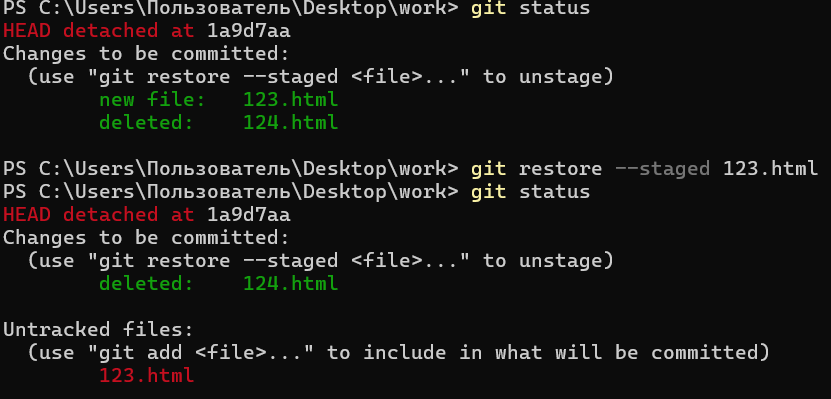 PS C:\Users\Пользователь\Desktop\work> git status
HEAD detached at 1a9d7aa
Changes to be committed:
  (use "git restore --staged <file>..." to unstage)
        new file:   123.html
        deleted:    124.html

PS C:\Users\Пользователь\Desktop\work> git restore --staged 123.html
PS C:\Users\Пользователь\Desktop\work> git status
HEAD detached at 1a9d7aa
Changes to be committed:
  (use "git restore --staged <file>..." to unstage)
        deleted:    124.html

Untracked files:
  (use "git add <file>..." to include in what will be committed)
        123.html